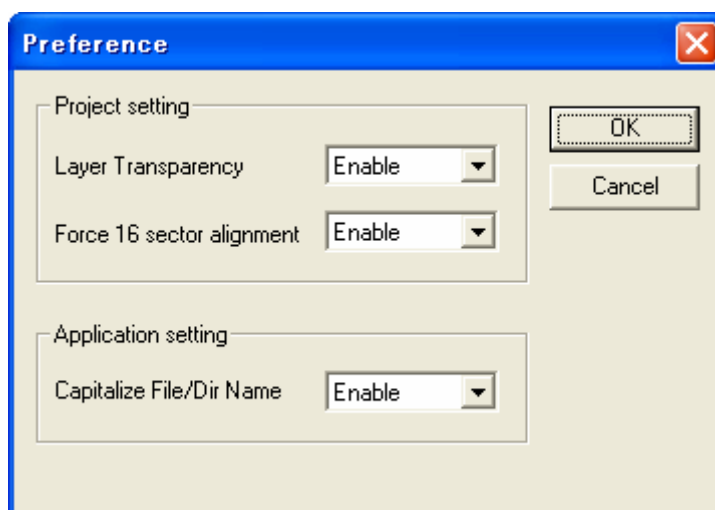 Preference
Project setting
Layer Transparency Enable
Force 16 sector alignment Enable
OK
Cancel
Application setting
Capitalize File/Dir Name Enable